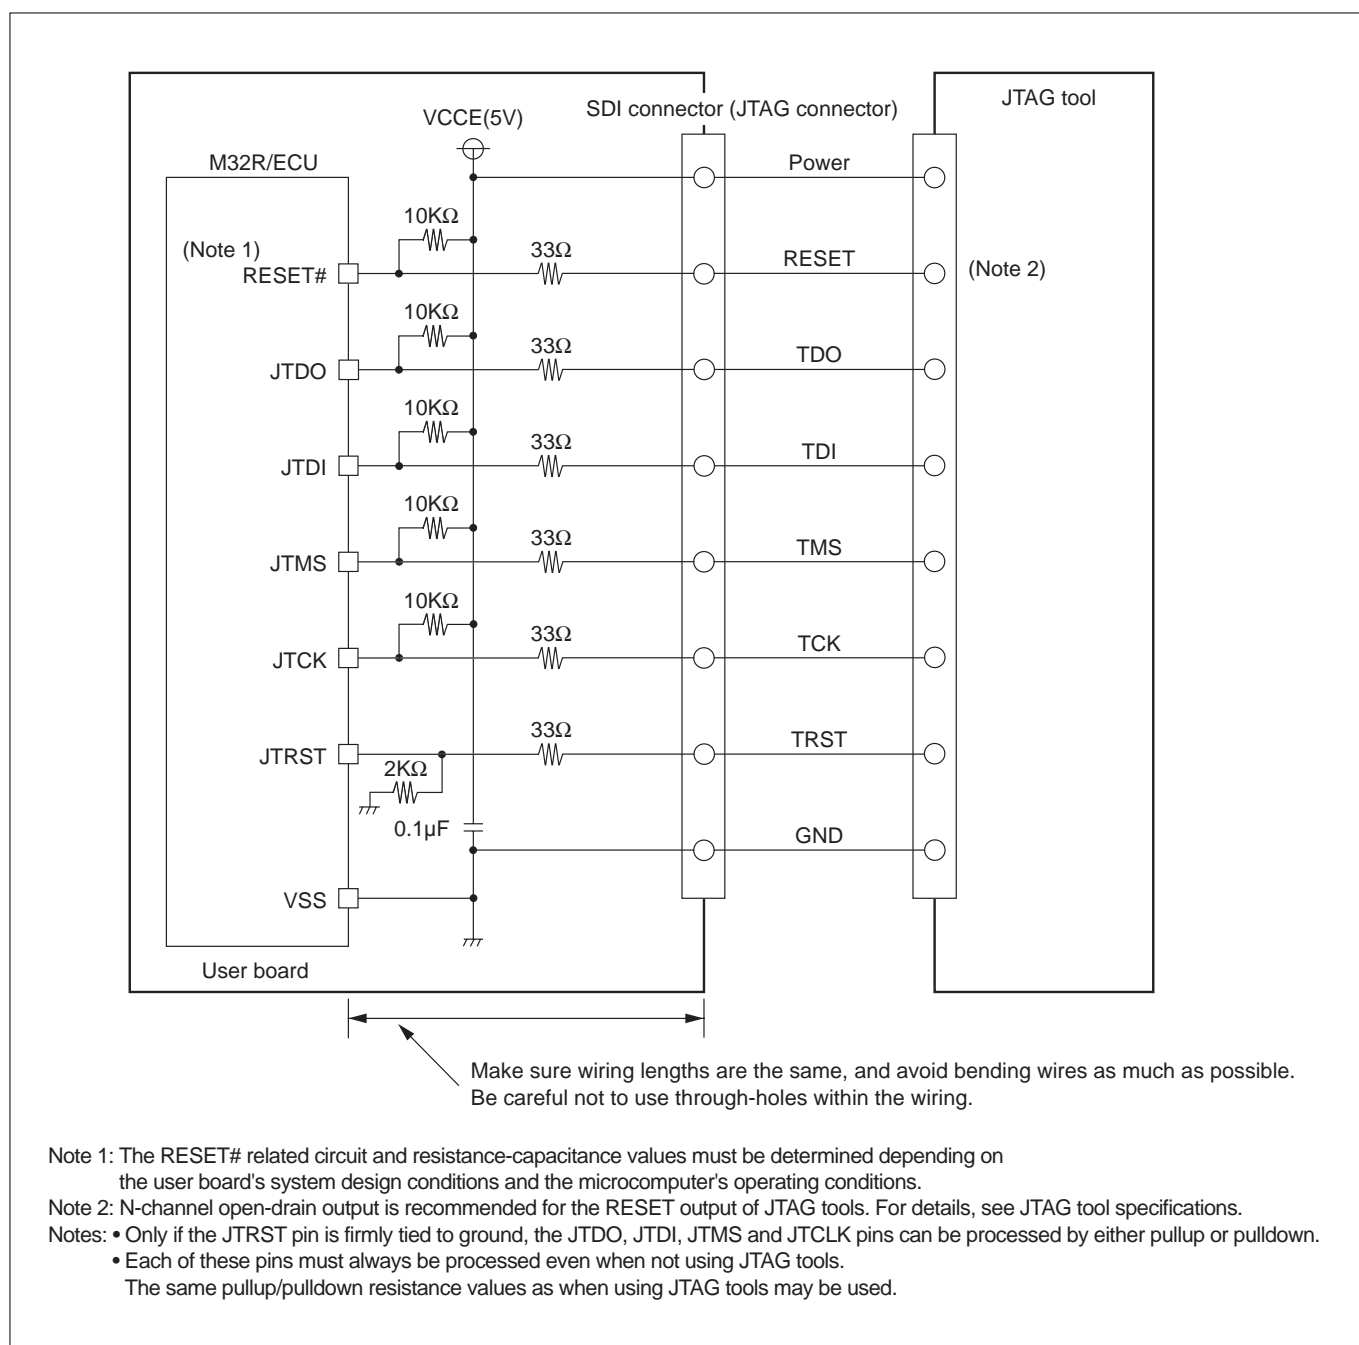 SDI connector (JTAG connector)
JTAG tool
VCCE(5V)
M32R/ECU
Power
10KΩ
(Note 1)
33Ω
RESET
(Note 2)
RESET#
10KΩ
33Ω
TDO
JTDO
10KΩ
33Ω
TDI
JTDI
10KΩ
33Ω
TMS
JTMS
10KΩ
33Ω
TCK
JTCK
33Ω
TRST
JTRST
2KΩ
0.1µF
GND
VSS
User board
Make sure wiring lengths are the same, and avoid bending wires as much as possible.
Be careful not to use through-holes within the wiring.
Note 1: The RESET# related circuit and resistance-capacitance values must be determined depending on
the user board's system design conditions and the microcomputer's operating conditions.
Note 2: N-channel open-drain output is recommended for the RESET output of JTAG tools. For details, see JTAG tool specifications.
Notes: • Only if the JTRST pin is firmly tied to ground, the JTDO, JTDI, JTMS and JTCLK pins can be processed by either pullup or pulldown.
• Each of these pins must always be processed even when not using JTAG tools.
The same pullup/pulldown resistance values as when using JTAG tools may be used.